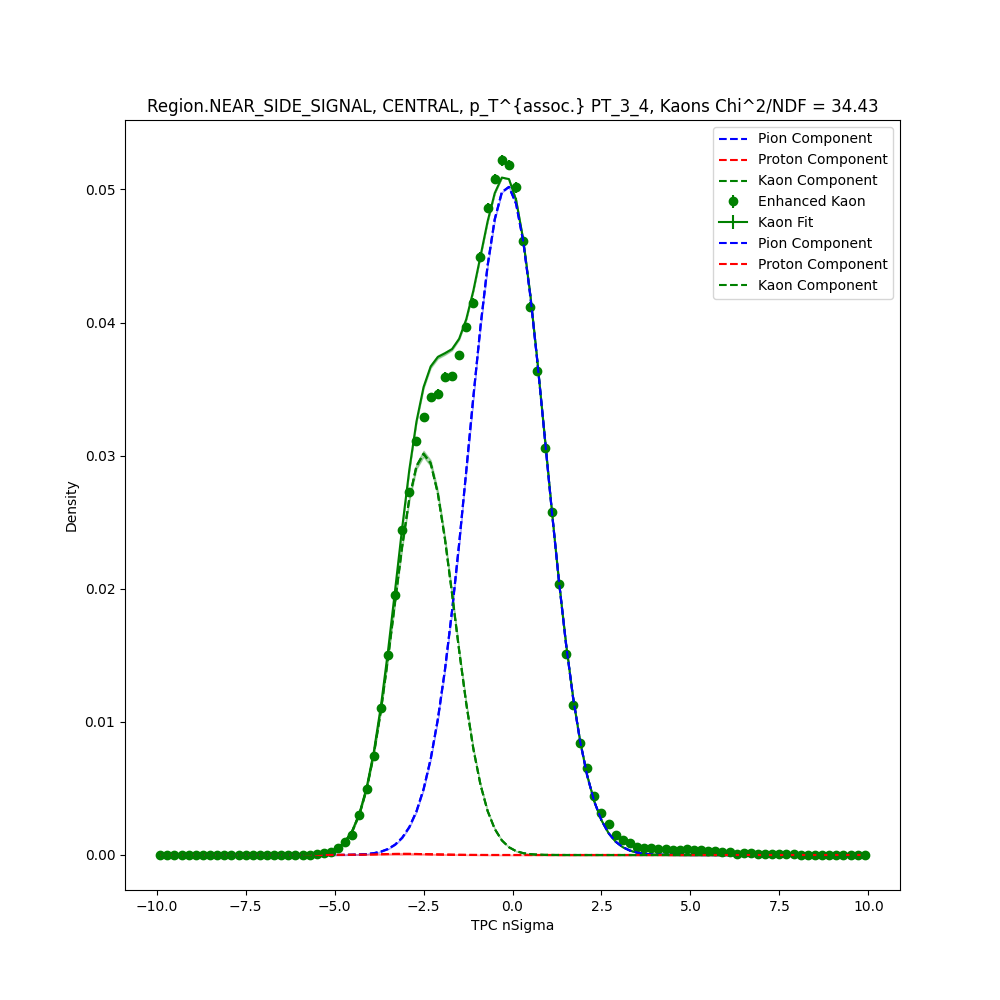 Region.NEAR_SIDE_SIGNAL, CENTRAL, p_T^{assoc.} PT_3_4, Kaons Chi^2/NDF = 34.43
Pion Component
Proton Component
Kaon Component
Enhanced Kaon
Kaon Fit
Pion Component
Proton Component
Kaon Component
0.05
0.04
0.03
0.02
0.01
0.00
Density
−10.0 −7.5 −5.0 −2.5 0.0 2.5 5.0 7.5 10.0
TPC nSigma